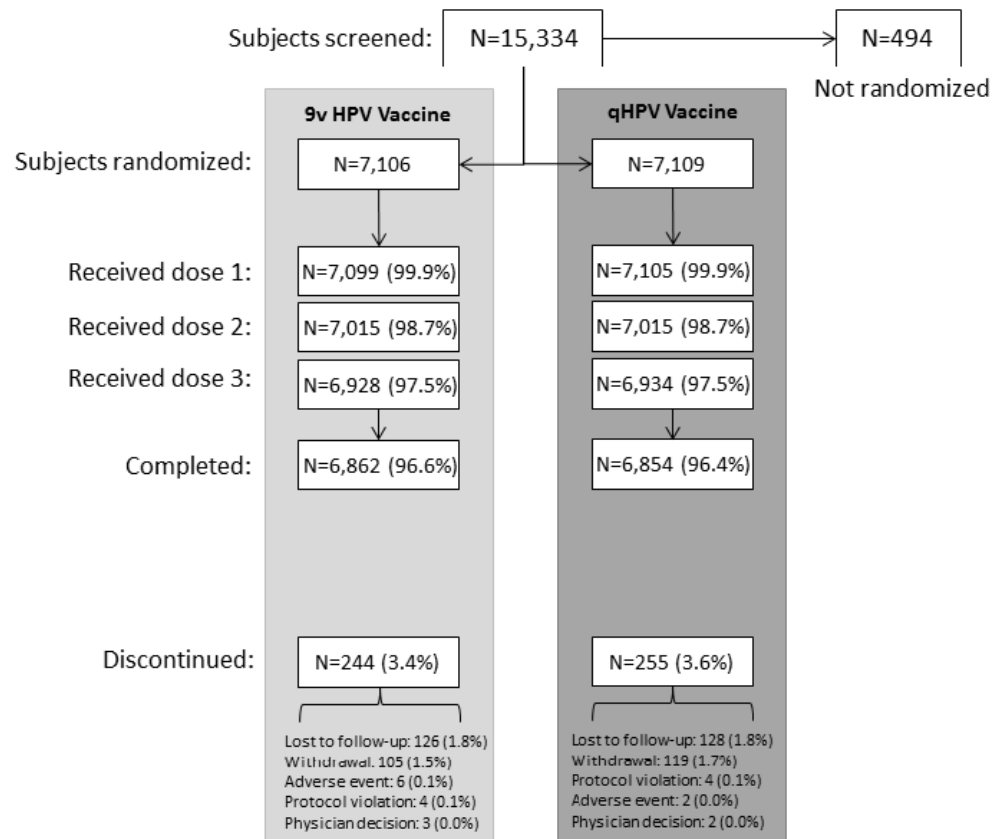 Subjects screened: N=15,334 N=494
Not randomized
9v HPV Vaccine qHPV Vaccine
Subjects randomized: N=7,106 N=7,109
Received dose 1: N=7,099 (99.9%) N=7,105 (99.9%)
Received dose 2: N=7,015 (98.7%) N=7,015 (98.7%)
Received dose 3: N=6,928 (97.5%) N=6,934 (97.5%)
Completed: N=6,862 (96.6%) N=6,854 (96.4%)
Discontinued: N=244 (3.4%) N=255 (3.6%)
Lost to follow-up: 126 (1.8%) Lost to follow-up: 128 (1.8%)
Withdrawal: 105 (1.5%) Withdrawal: 119 (1.7%)
Adverse event: 6 (0.1%) Protocol violation: 4 (0.1%)
Protocol violation: 4 (0.1%) Adverse event: 2 (0.0%)
Physician decision: 3 (0.0%) Physician decision: 2 (0.0%)